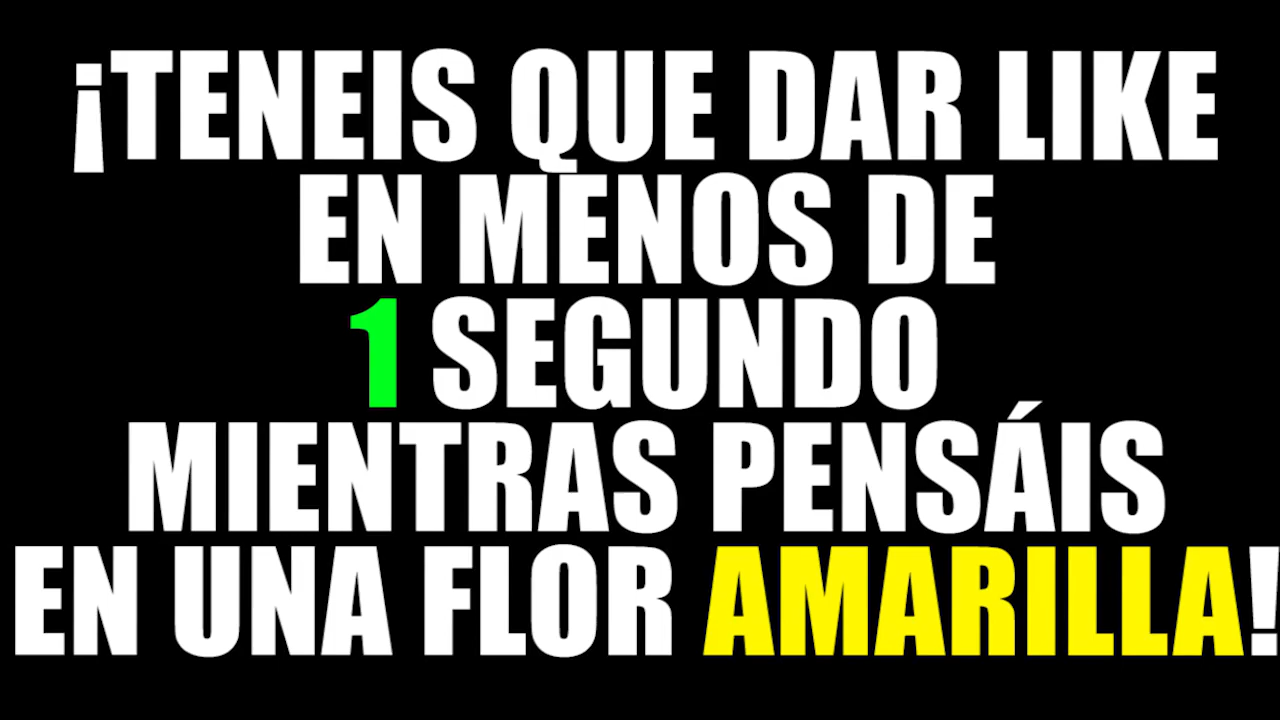 ¡TENEIS QUE DAR LIKE
EN MENOS DE
1 SEGUNDO
MIENTRAS PENSÁIS
EN UNA FLOR AMARILLA!